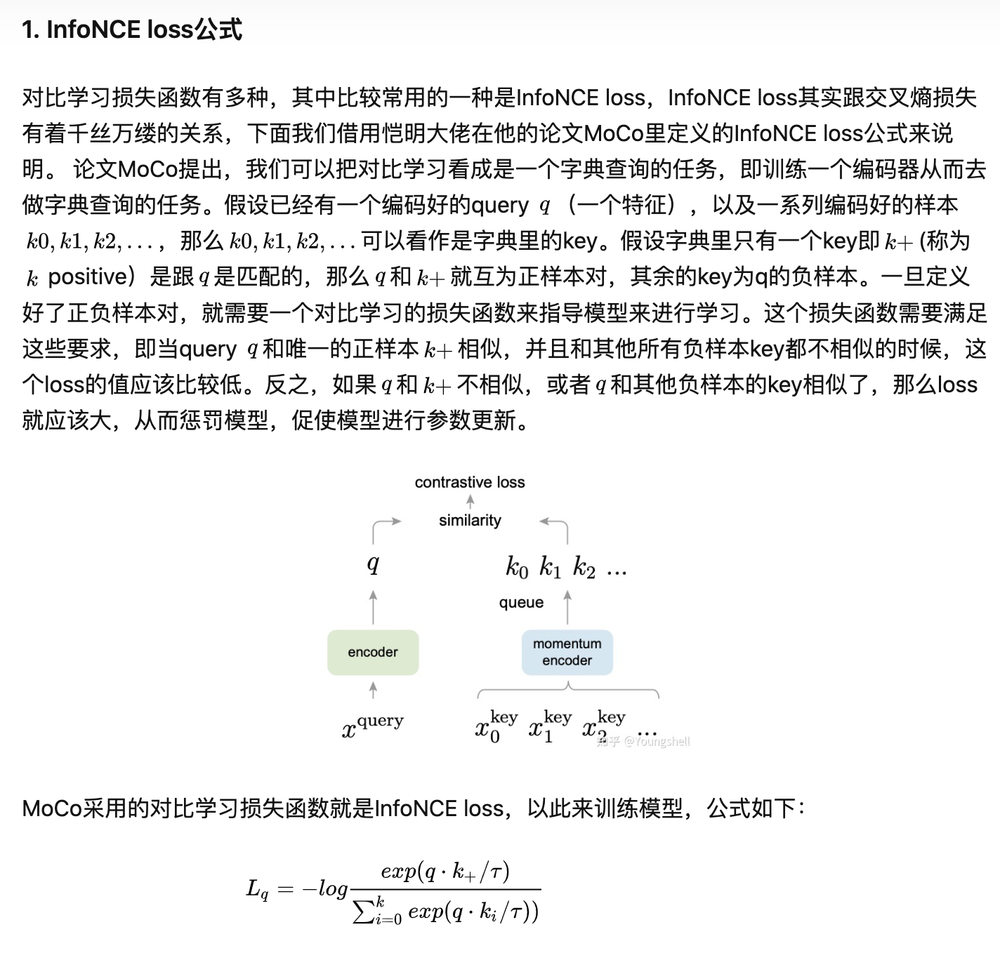 1. InfoNCE loss公式
对比学习损失函数有多种，其中比较常用的一种是InfoNCE loss，InfoNCE loss其实跟交叉熵损失
有着千丝万缕的关系，下面我们借用恺明大佬在他的论文MoCo里定义的InfoNCE loss公式来说
明。 论文MoCo提出，我们可以把对比学习看成是一个字典查询的任务，即训练一个编码器从而去
做字典查询的任务。假设已经有一个编码好的query q （一个特征），以及一系列编码好的样本
k0, k1, k2, ...，那么 k0, k1, k2, ... 可以看作是字典里的key。假设字典里只有一个key即 k+ (称为
k positive）是跟 q 是匹配的，那么 q 和 k+ 就互为正样本对，其余的key为q的负样本。一旦定义
好了正负样本对，就需要一个对比学习的损失函数来指导模型来进行学习。这个损失函数需要满足
这些要求，即当query q 和唯一的正样本 k+ 相似，并且和其他所有负样本key都不相似的时候，这
个loss的值应该比较低。反之，如果 q 和 k+ 不相似，或者 q 和其他负样本的key相似了，那么loss
就应该大，从而惩罚模型，促使模型进行参数更新。
contrastive loss
similarity
q
k_0 k_1 k_2 ...
queue
encoder
momentum
encoder
x^query
x_0^key x_1^key x_2^key ...
知乎 @Youngshell
MoCo采用的对比学习损失函数就是InfoNCE loss，以此来训练模型，公式如下：
L_q = -log \frac{exp(q · k_+/τ)}{\sum_{i=0}^{k} exp(q · k_i/τ))}